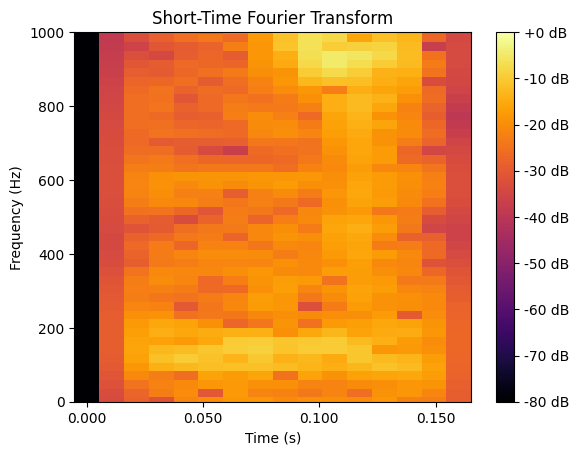 Short-Time Fourier Transform
1000
800
600
400
200
0
Frequency (Hz)
0.000
0.050
0.100
0.150
Time (s)
+0 dB
-10 dB
-20 dB
-30 dB
-40 dB
-50 dB
-60 dB
-70 dB
-80 dB